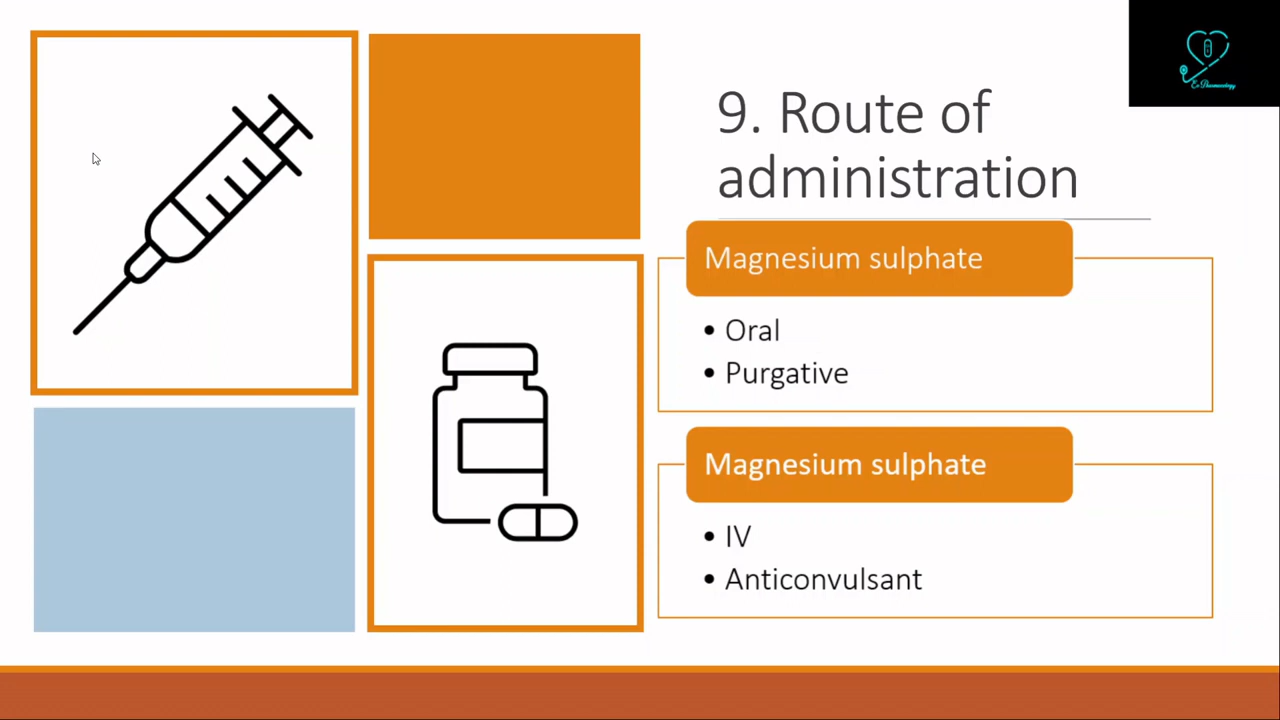 9. Route of
administration
Magnesium sulphate
• Oral
• Purgative
Magnesium sulphate
• IV
• Anticonvulsant